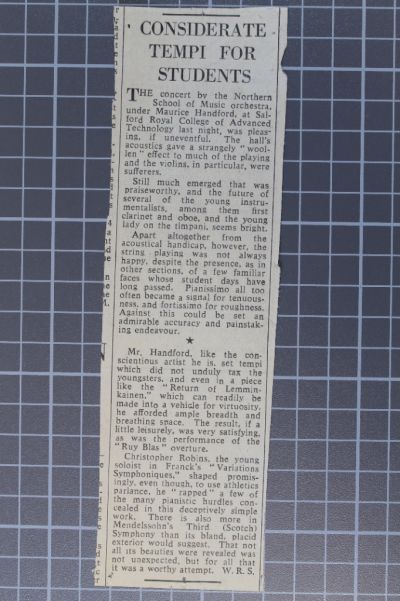 CONSIDERATE
TEMPI FOR
STUDENTS
THE concert by the Northern
School of Music orchestra,
under Maurice Handford, at Sal-
ford Royal College of Advanced
Technology last night, was pleas-
ing, if uneventful. The hall's
acoustics gave a strangely "wool-
len" effect to much of the playing
and the violins, in particular, were
sufferers.
Still much emerged that was
praiseworthy, and the future of
several of the young instru-
mentalists, among them first
clarinet and oboe, and the young
lady on the timpani, seems bright.
Apart altogether from the
acoustical handicap, however, the
string playing was not always
happy, despite the presence, as in
other sections, of a few familiar
faces whose student days have
long passed. Pianissimo all too
often became a signal for tenuous-
ness, and fortissimo for roughness.
Against this could be set an
admirable accuracy and painstak-
ing endeavour.
★
Mr. Handford, like the con-
scientious artist he is, set tempi
which did not unduly tax the
youngsters, and even in a piece
like the "Return of Lemmin-
kainen," which can readily be
made into a vehicle for virtuosity,
he afforded ample breadth and
breathing space. The result, if a
little leisurely, was very satisfying,
as was the performance of the
"Ruy Blas" overture.
Christopher Robins, the young
soloist in Franck's "Variations
Symphoniques," shaped promis-
ingly, even though, to use athletics
parlance, he "rapped" a few of
the many pianistic hurdles con-
cealed in this deceptively simple
work. There is also more in
Mendelssohn's Third (Scotch)
Symphony than its bland, placid
exterior would suggest. That not
all its beauties were revealed was
not unexpected, but for all that
it was a worthy attempt. W. R. S.